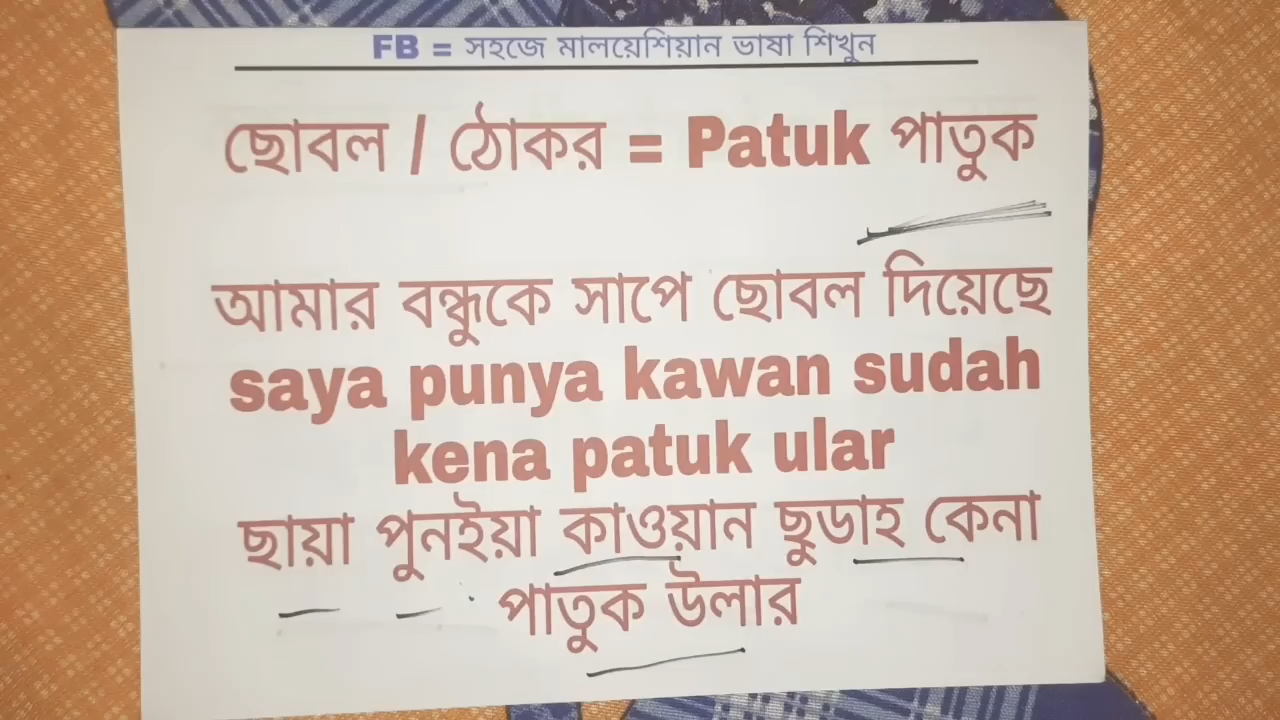 FB = সহজে মালয়েশিয়ান ভাষা শিখুন
ছোবল / ঠোকর = Patuk পাতুক
আমার বন্ধুকে সাপে ছোবল দিয়েছে
saya punya kawan sudah
kena patuk ular
ছায়া পুনইয়া কাওয়ান ছুডাহ কেনা
পাতুক উলার